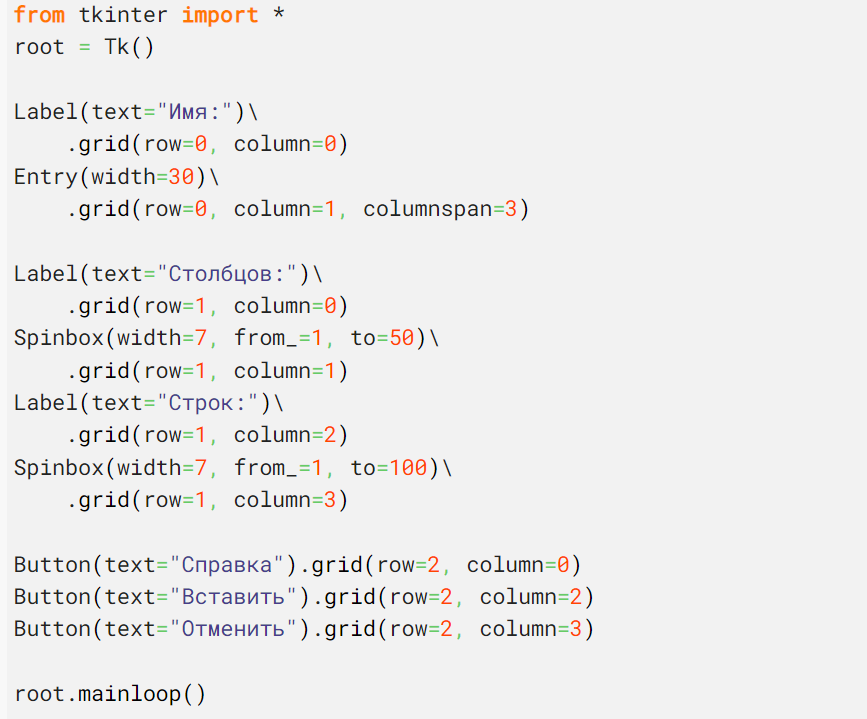 from tkinter import *
root = Tk()

Label(text="Имя:")\
    .grid(row=0, column=0)
Entry(width=30)\
    .grid(row=0, column=1, columnspan=3)

Label(text="Столбцов:")\
    .grid(row=1, column=0)
Spinbox(width=7, from_=1, to=50)\
    .grid(row=1, column=1)
Label(text="Строк:")\
    .grid(row=1, column=2)
Spinbox(width=7, from_=1, to=100)\
    .grid(row=1, column=3)

Button(text="Справка").grid(row=2, column=0)
Button(text="Вставить").grid(row=2, column=2)
Button(text="Отменить").grid(row=2, column=3)

root.mainloop()